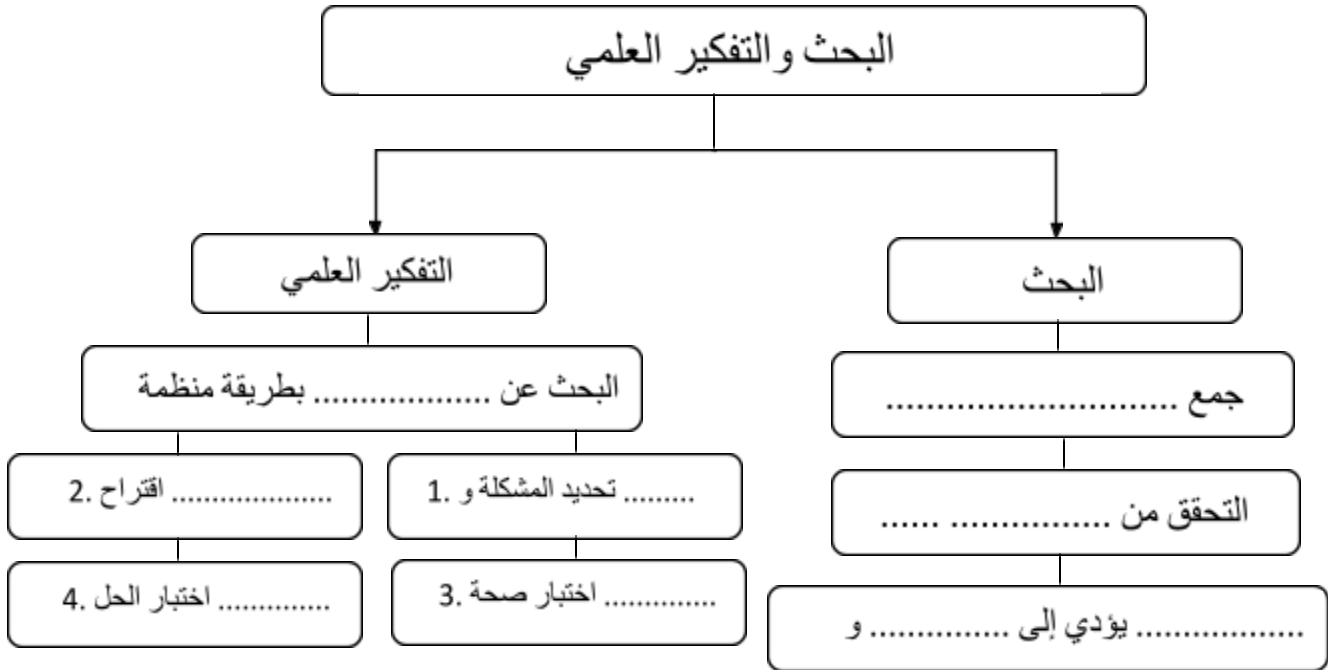 البحث والتفكير العلمي
البحث
التفكير العلمي
جمع ............................
البحث عن ................... بطريقة منظمة
التحقق من ................ ......
1. تحديد المشكلة و .........
2. اقتراح ....................
3. اختبار صحة ..............
4. اختبار الحل ..............
يؤدي إلى ............... و ..................